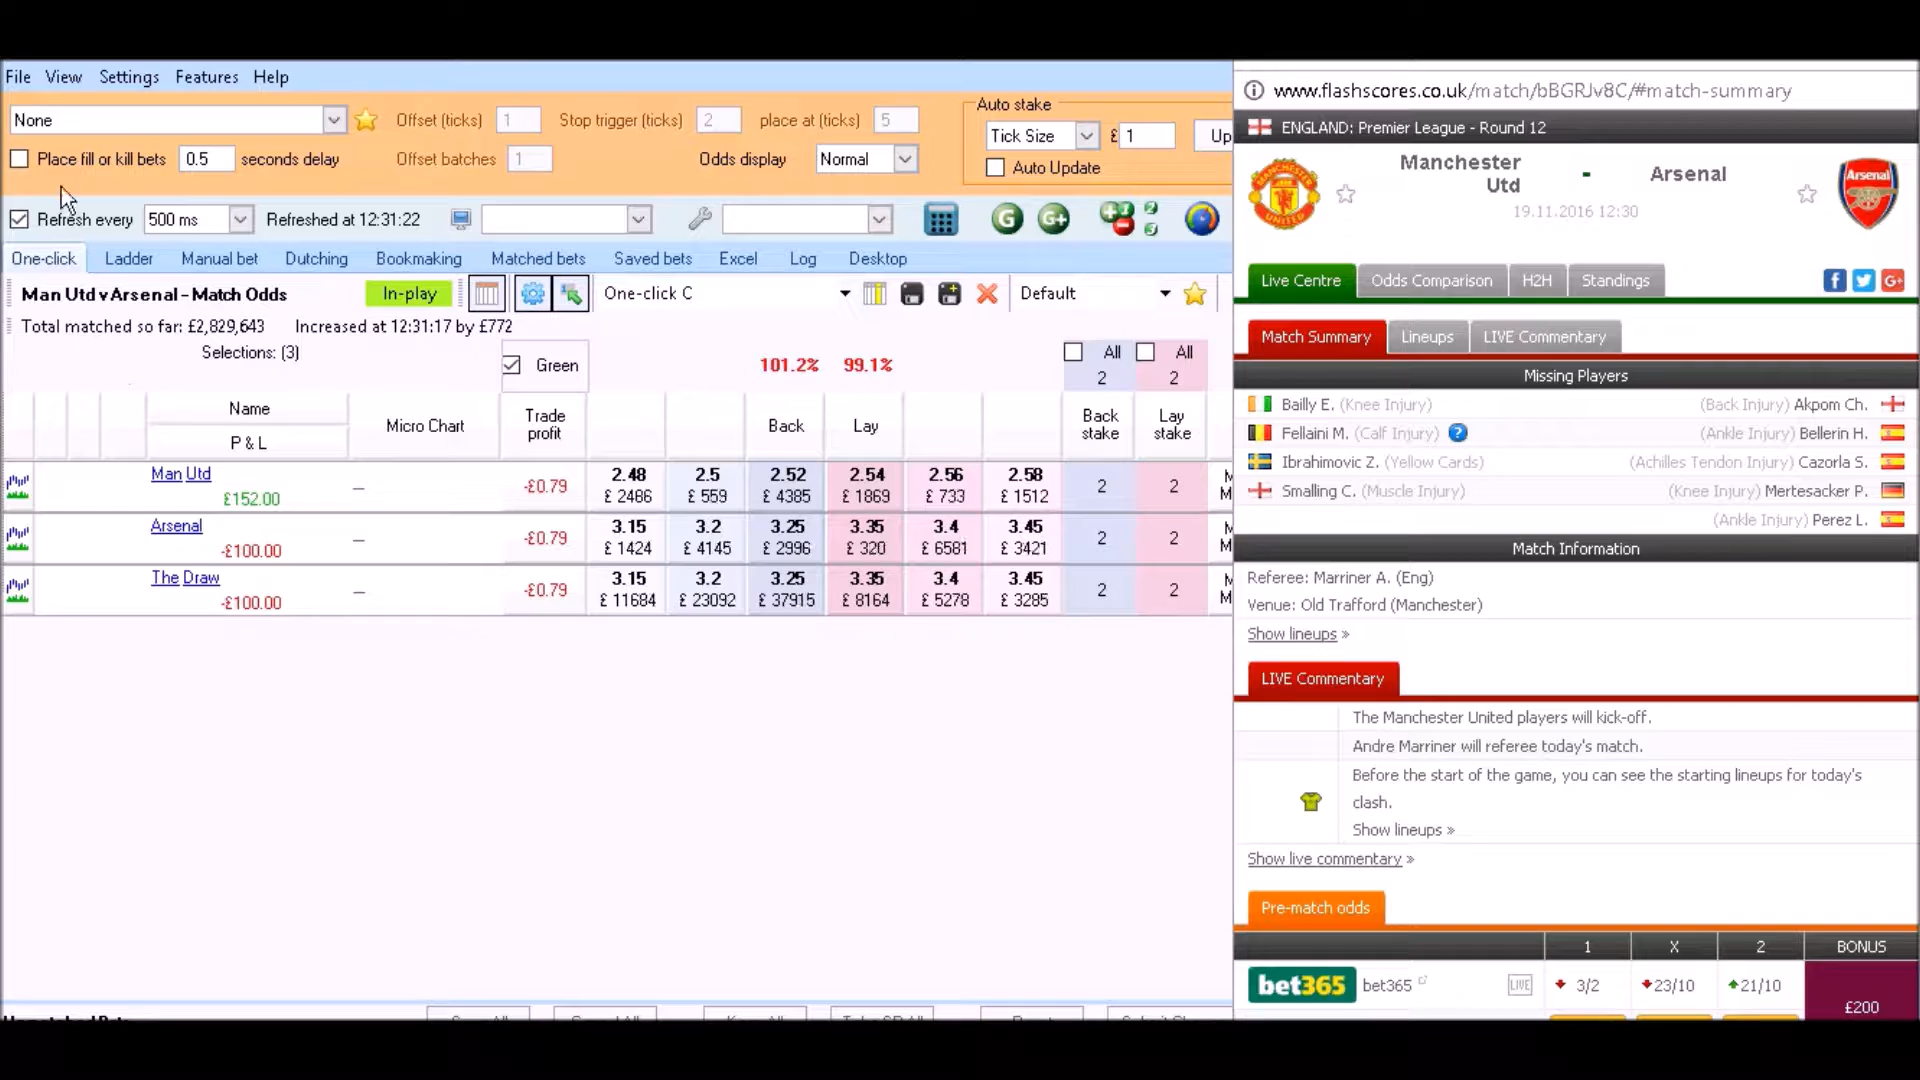 File View Settings Features Help
None Offset (ticks) 1 Stop trigger (ticks) 2 place at (ticks) 5
Place fill or kill bets 0.5 seconds delay Offset batches 1 Odds display Normal
Auto stake
Tick Size £ 1 Up
Auto Update
Refresh every 500 ms Refreshed at 12:31:22 G G+
One-click Ladder Manual bet Dutching Bookmaking Matched bets Saved bets Excel Log Desktop
Man Utd v Arsenal - Match Odds In-play One-click C Default
Total matched so far: £2,829,643 Increased at 12:31:17 by £772
Selections: (3) Green 101.2% 99.1% All 2 All 2
Name P & L Micro Chart Trade profit Back Lay Back stake Lay stake
Man Utd -- -£0.79 2.48 2.5 2.52 2.54 2.56 2.58 2 2 M
£152.00 £ 2486 £ 559 £ 4385 £ 1869 £ 733 £ 1512 M
Arsenal -- -£0.79 3.15 3.2 3.25 3.35 3.4 3.45 2 2 M
-£100.00 £ 1424 £ 4145 £ 2996 £ 320 £ 6581 £ 3421 M
The Draw -- -£0.79 3.15 3.2 3.25 3.35 3.4 3.45 2 2 M
-£100.00 £ 11684 £ 23092 £ 37915 £ 8164 £ 5278 £ 3285 M
www.flashscores.co.uk/match/bBGRJv8C/#match-summary
ENGLAND: Premier League - Round 12
Manchester Utd - Arsenal
Arsenal
19.11.2016 12:30
Live Centre Odds Comparison H2H Standings
Match Summary Lineups LIVE Commentary
Missing Players
Bailly E. (Knee Injury) (Back Injury) Akpom Ch.
Fellaini M. (Calf Injury) ? (Ankle Injury) Bellerin H.
Ibrahimovic Z. (Yellow Cards) (Achilles Tendon Injury) Cazorla S.
Smalling C. (Muscle Injury) (Knee Injury) Mertesacker P.
(Ankle Injury) Perez L.
Match Information
Referee: Marriner A. (Eng)
Venue: Old Trafford (Manchester)
Show lineups »
LIVE Commentary
The Manchester United players will kick-off.
Andre Marriner will referee today's match.
Before the start of the game, you can see the starting lineups for today's
clash.
Show lineups »
Show live commentary »
Pre-match odds
1 X 2 BONUS
bet365 bet365 LIVE 3/2 23/10 21/10
£200